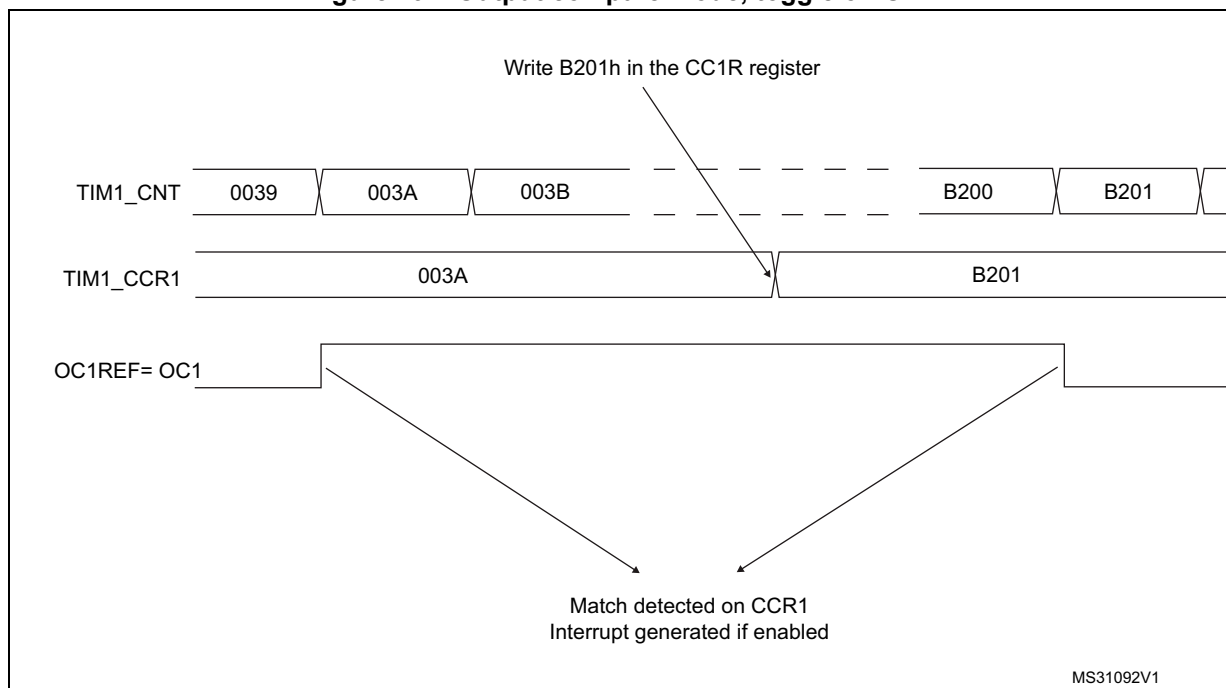 Write B201h in the CC1R register
TIM1_CNT 0039 003A 003B B200 B201
TIM1_CCR1 003A B201
OC1REF= OC1
Match detected on CCR1
Interrupt generated if enabled
MS31092V1